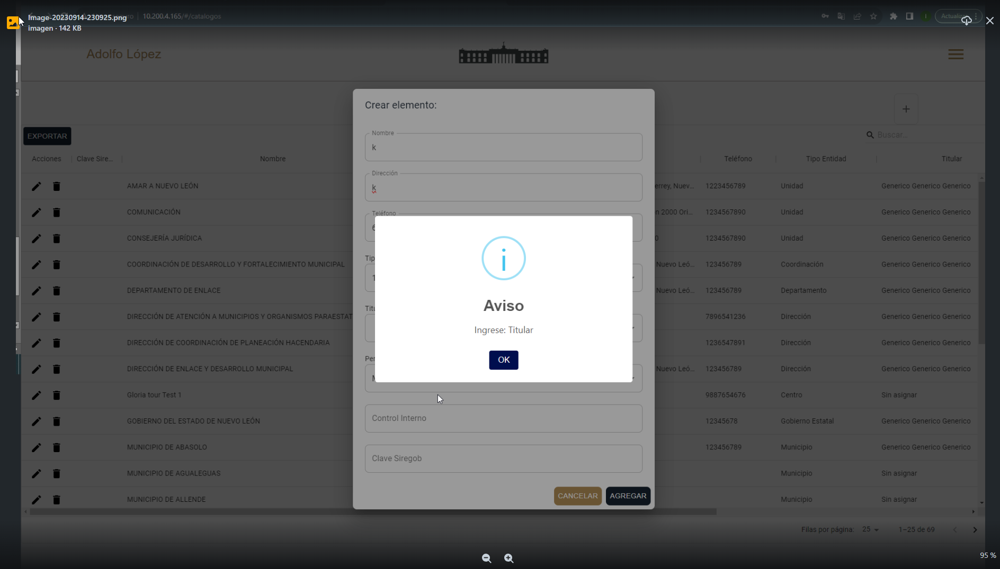 Image-20230914-230925.png
imagen · 142 KB
10.200.4.165/#/catalogos
Adolfo López
Crear elemento:
EXPORTAR
Buscar...
Nombre
k
Dirección
k
Teléfono
6
Aviso
Ingrese: Titular
OK
Control Interno
Clave Siregob
CANCELAR AGREGAR
Acciones Clave Sire... Nombre Teléfono Tipo Entidad Titular
AMAR A NUEVO LEÓN errey, Nuev... 1223456789 Unidad Generico Generico Generico
COMUNICACIÓN n 2000 Ori... 1234567890 Unidad Generico Generico Generico
CONSEJERÍA JURÍDICA 0 1234567890 Unidad Generico Generico Generico
COORDINACIÓN DE DESARROLLO Y FORTALECIMIENTO MUNICIPAL Nuevo Leó... 123456789 Coordinación Generico Generico Generico
DEPARTAMENTO DE ENLACE Nuevo Leó... 123456789 Departamento Generico Generico Generico
DIRECCIÓN DE ATENCIÓN A MUNICIPIOS Y ORGANISMOS PARAESTAT 7896541236 Dirección Generico Generico Generico
DIRECCIÓN DE COORDINACIÓN DE PLANEACIÓN HACENDARIA 1236547891 Dirección Generico Generico Generico
DIRECCIÓN DE ENLACE Y DESARROLLO MUNICIPAL Nuevo Leó... 123456789 Dirección Generico Generico Generico
Gloria tour Test 1 9887654676 Centro Sin asignar
GOBIERNO DEL ESTADO DE NUEVO LEÓN 12345678 Gobierno Estatal Generico Generico Generico
MUNICIPIO DE ABASOLO 123456789 Municipio Generico Generico Generico
MUNICIPIO DE AGUALEGUAS Municipio Sin asignar
MUNICIPIO DE ALLENDE Municipio Sin asignar
Filas por página: 25 1–25 de 69
95 %